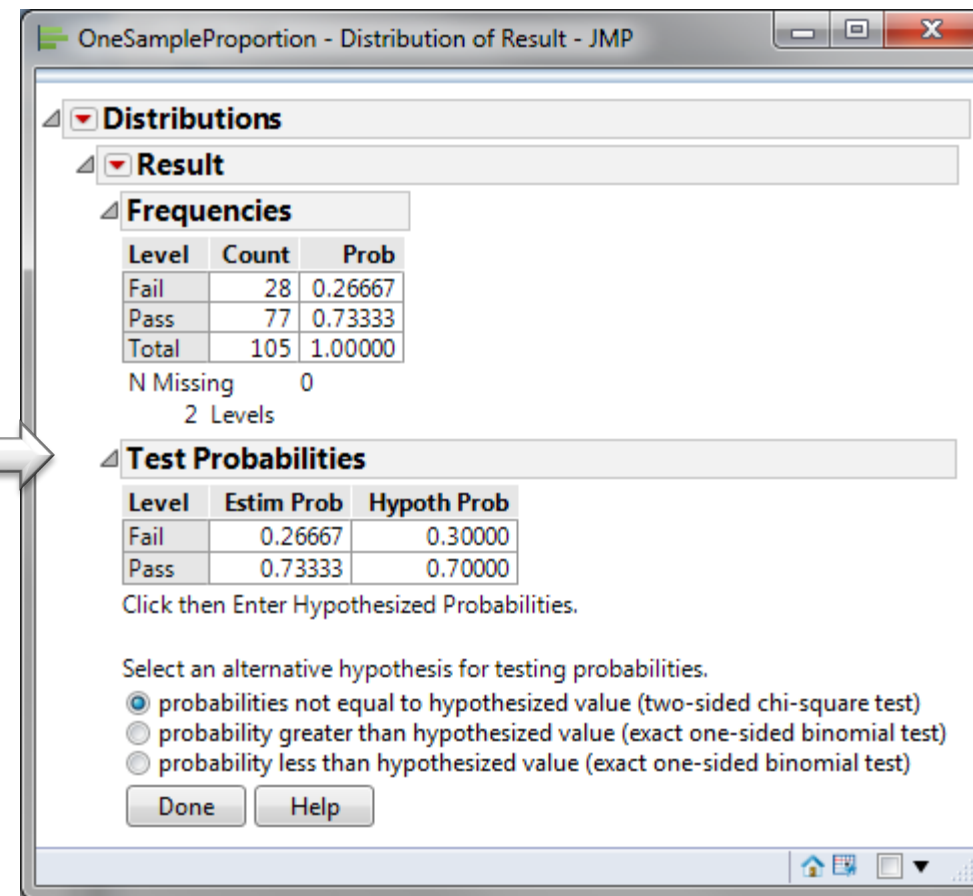 OneSampleProportion - Distribution of Result - JMP
Distributions
Result
Frequencies
Level Count Prob
Fail 28 0.26667
Pass 77 0.73333
Total 105 1.00000
N Missing 0
2 Levels
Test Probabilities
Level Estim Prob Hypoth Prob
Fail 0.26667 0.30000
Pass 0.73333 0.70000
Click then Enter Hypothesized Probabilities.
Select an alternative hypothesis for testing probabilities.
probabilities not equal to hypothesized value (two-sided chi-square test)
probability greater than hypothesized value (exact one-sided binomial test)
probability less than hypothesized value (exact one-sided binomial test)
Done Help